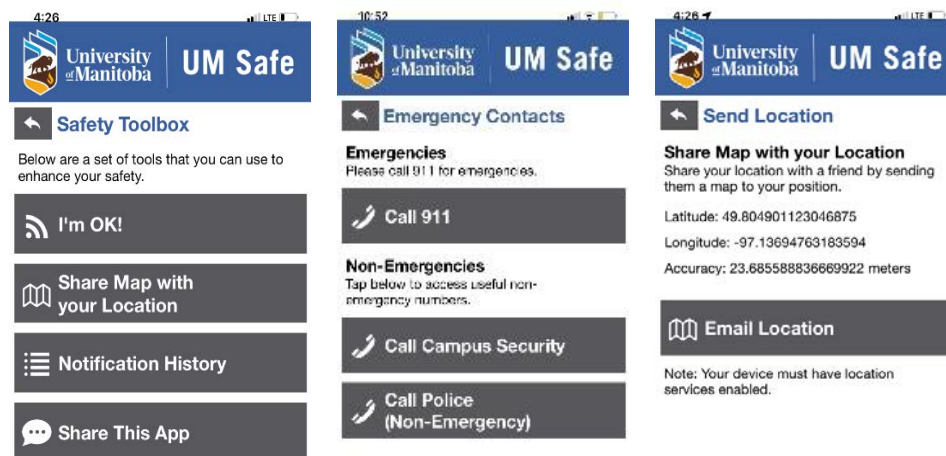 4:26
LTE
University
of Manitoba
UM Safe
Safety Toolbox
Below are a set of tools that you can use to
enhance your safety.
I'm OK!
Share Map with
your Location
Notification History
Share This App
10:52
University
of Manitoba
UM Safe
Emergency Contacts
Emergencies
Please call 911 for emergencies.
Call 911
Non-Emergencies
Tap below to access useful non-
emergency numbers.
Call Campus Security
Call Police
(Non-Emergency)
4:26
LTE
University
of Manitoba
UM Safe
Send Location
Share Map with your Location
Share your location with a friend by sending
them a map to your position.
Latitude: 49.804901123046875
Longitude: -97.13694763183594
Accuracy: 23.685588836669922 meters
Email Location
Note: Your device must have location
services enabled.